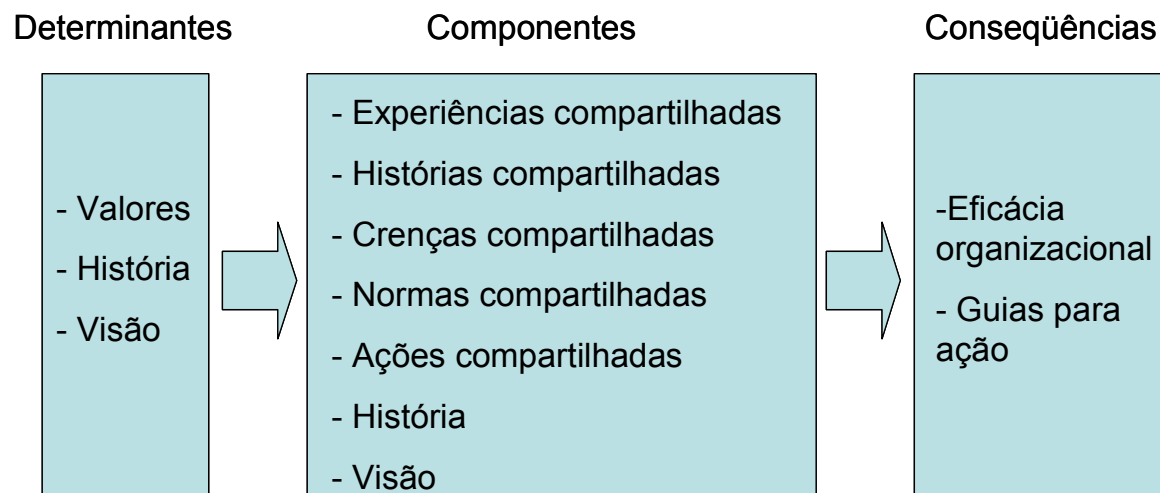 Determantes
Componentes
Conseqüências
- Valores
- História
- Visão
- Experiências compartilhadas
- Histórias compartilhadas
- Crenças compartilhadas
- Normas compartilhadas
- Ações compartilhadas
- História
- Visão
-Eficácia
organizacional
- Guias para
ação